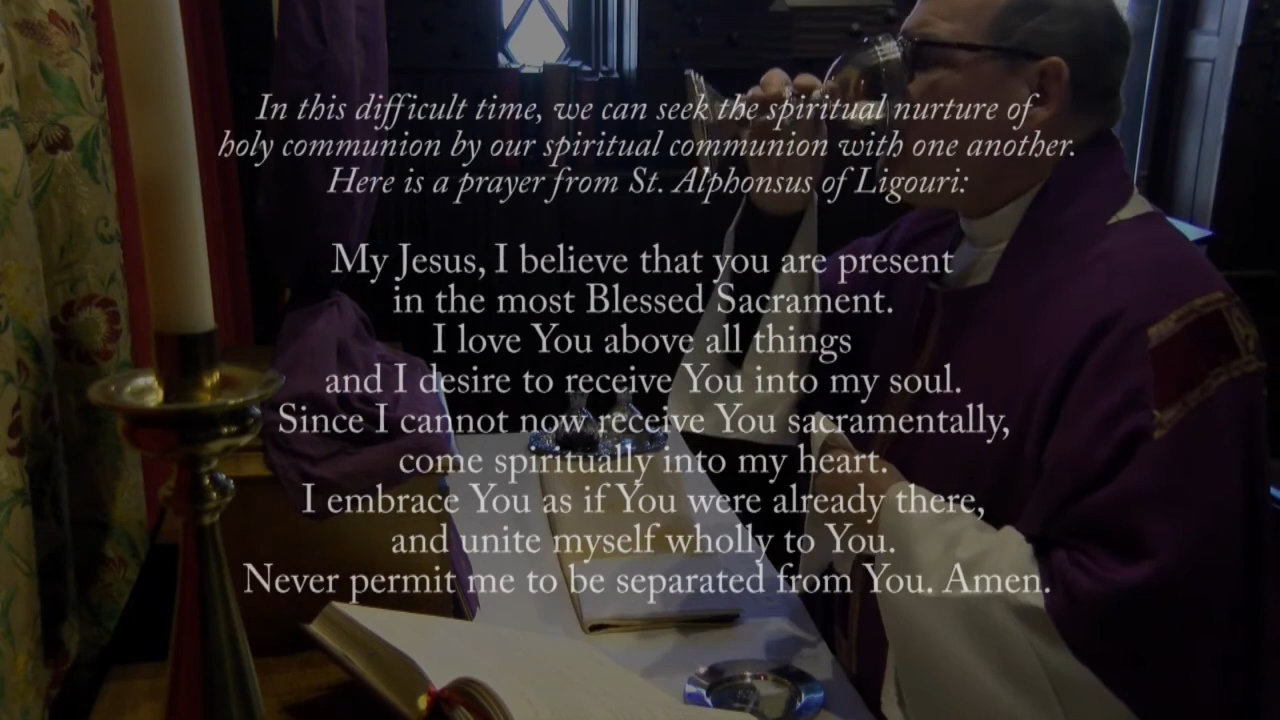 In this difficult time, we can seek the spiritual nurture of
holy communion by our spiritual communion with one another.
Here is a prayer from St. Alphonsus of Ligouri:
My Jesus, I believe that you are present
in the most Blessed Sacrament.
I love You above all things
and I desire to receive You into my soul.
Since I cannot now receive You sacramentally,
come spiritually into my heart.
I embrace You as if You were already there,
and unite myself wholly to You.
Never permit me to be separated from You. Amen.